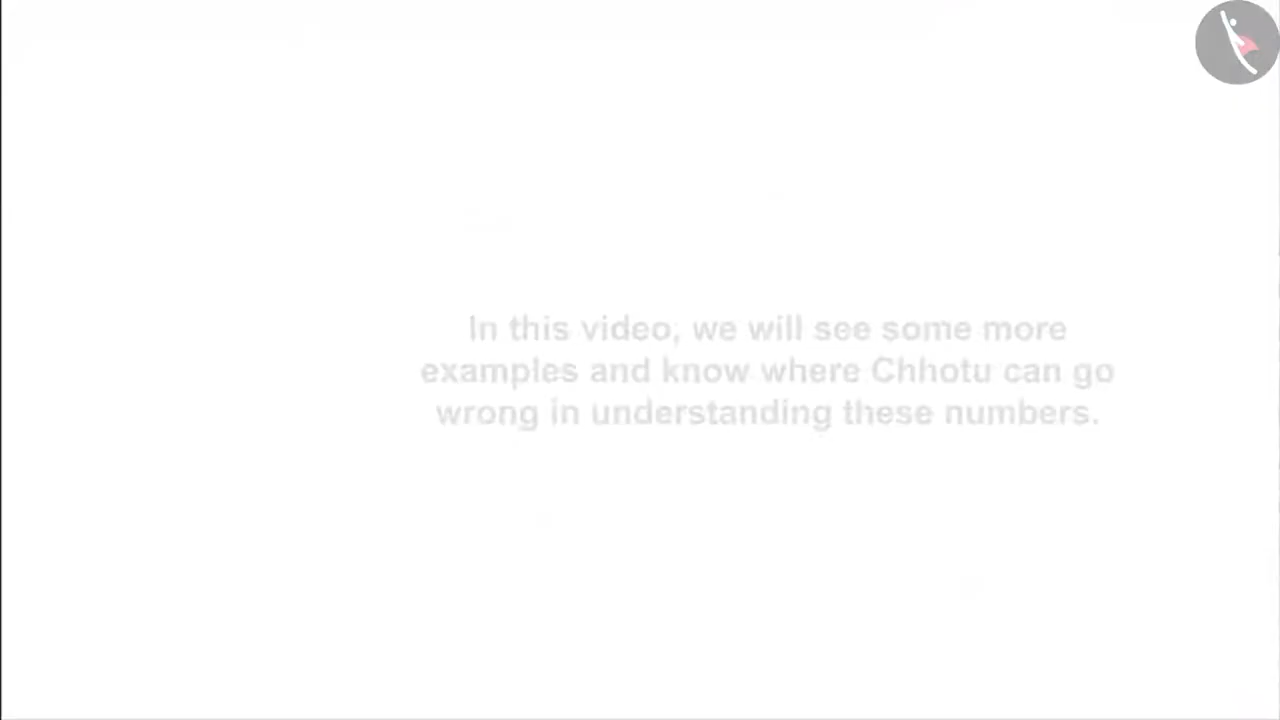 In this video, we will see some more
examples and know where Chhotu can go
wrong in understanding these numbers.